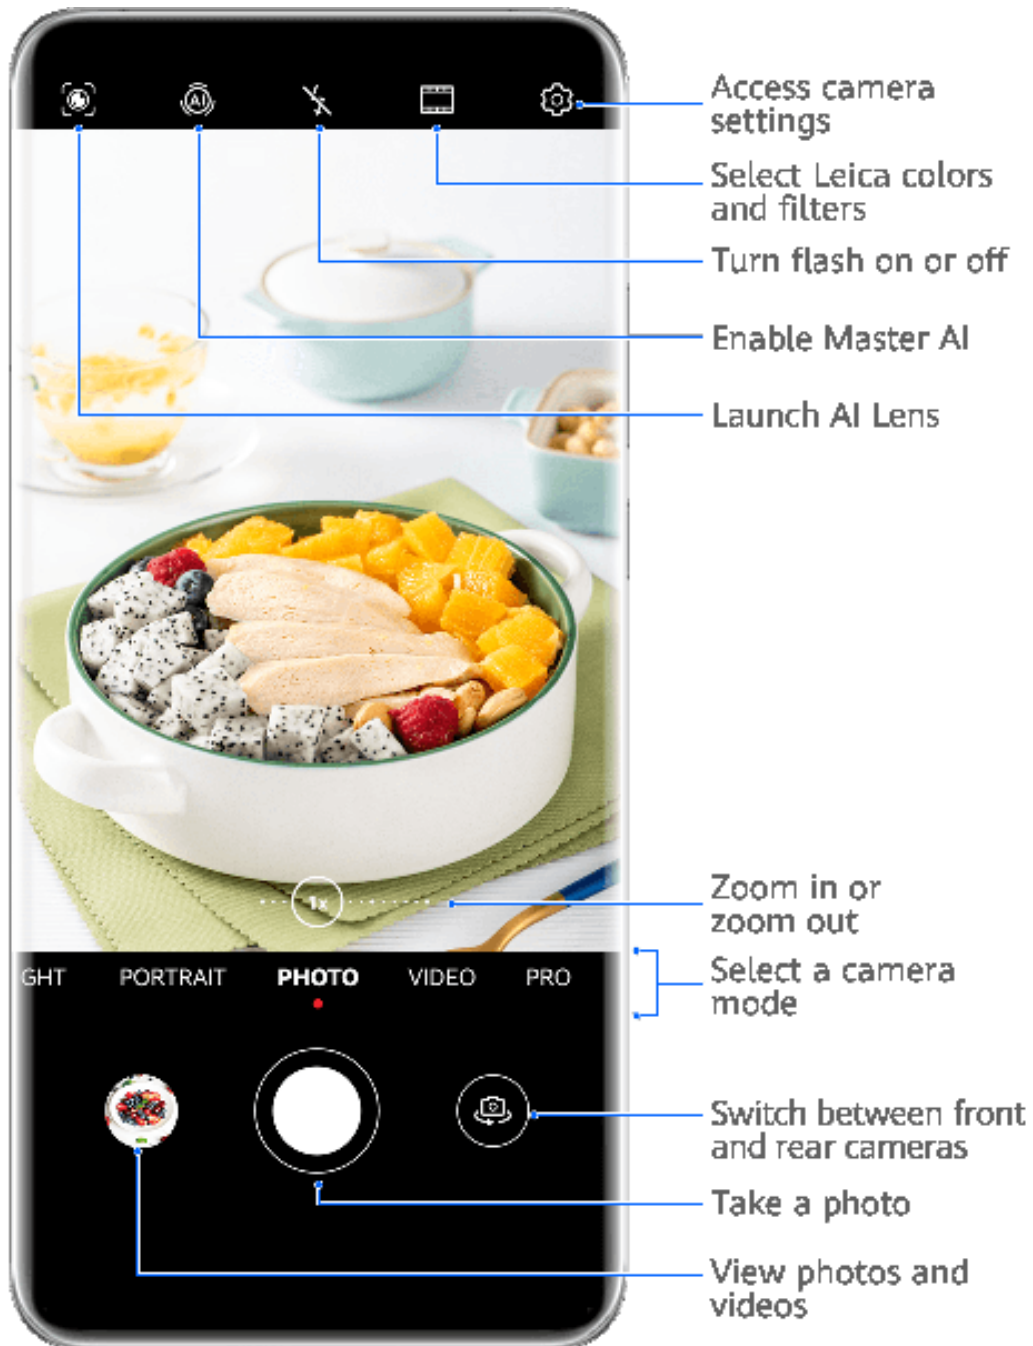 AI
Access camera
settings
Select Leica colors
and filters
Turn flash on or off
Enable Master AI
Launch AI Lens
1x
Zoom in or
zoom out
GHT PORTRAIT PHOTO VIDEO PRO
Select a camera
mode
Switch between front
and rear cameras
Take a photo
View photos and
videos